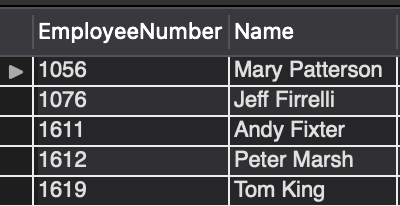 EmployeeNumber Name
1056 Mary Patterson
1076 Jeff Firrelli
1611 Andy Fixter
1612 Peter Marsh
1619 Tom King